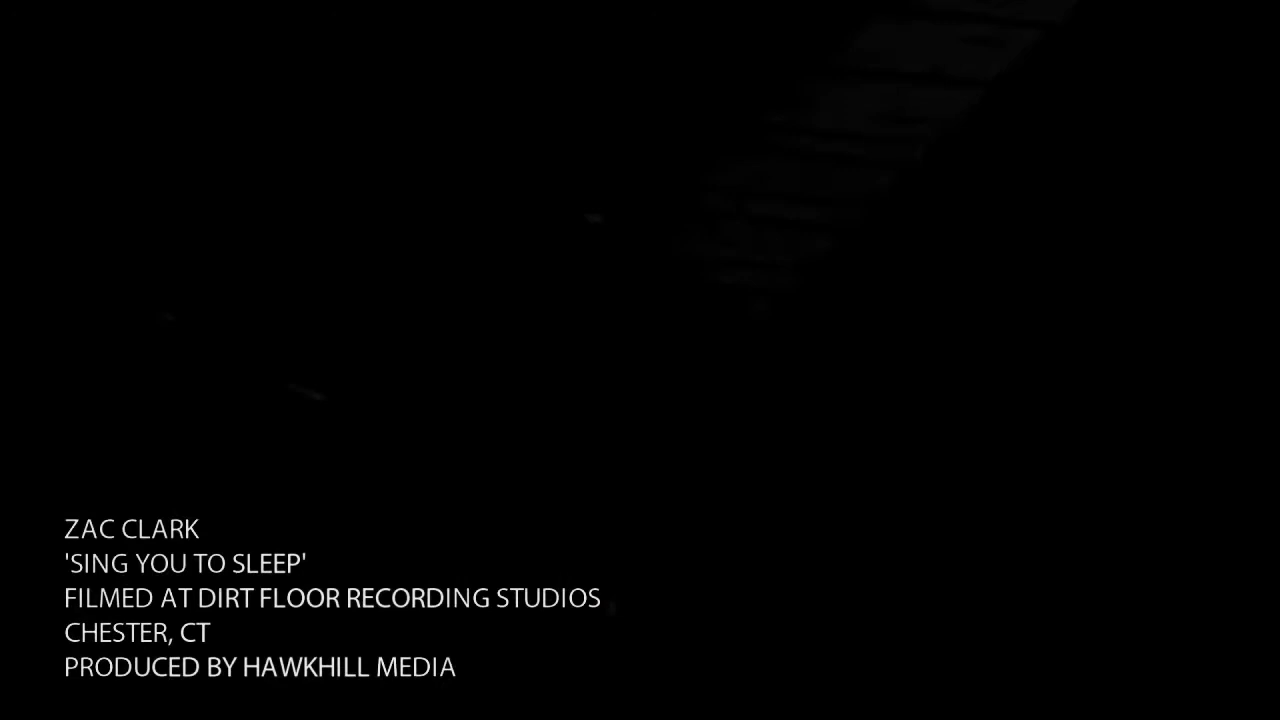 ZAC CLARK
'SING YOU TO SLEEP'
FILMED AT DIRT FLOOR RECORDING STUDIOS
CHESTER, CT
PRODUCED BY HAWKHILL MEDIA